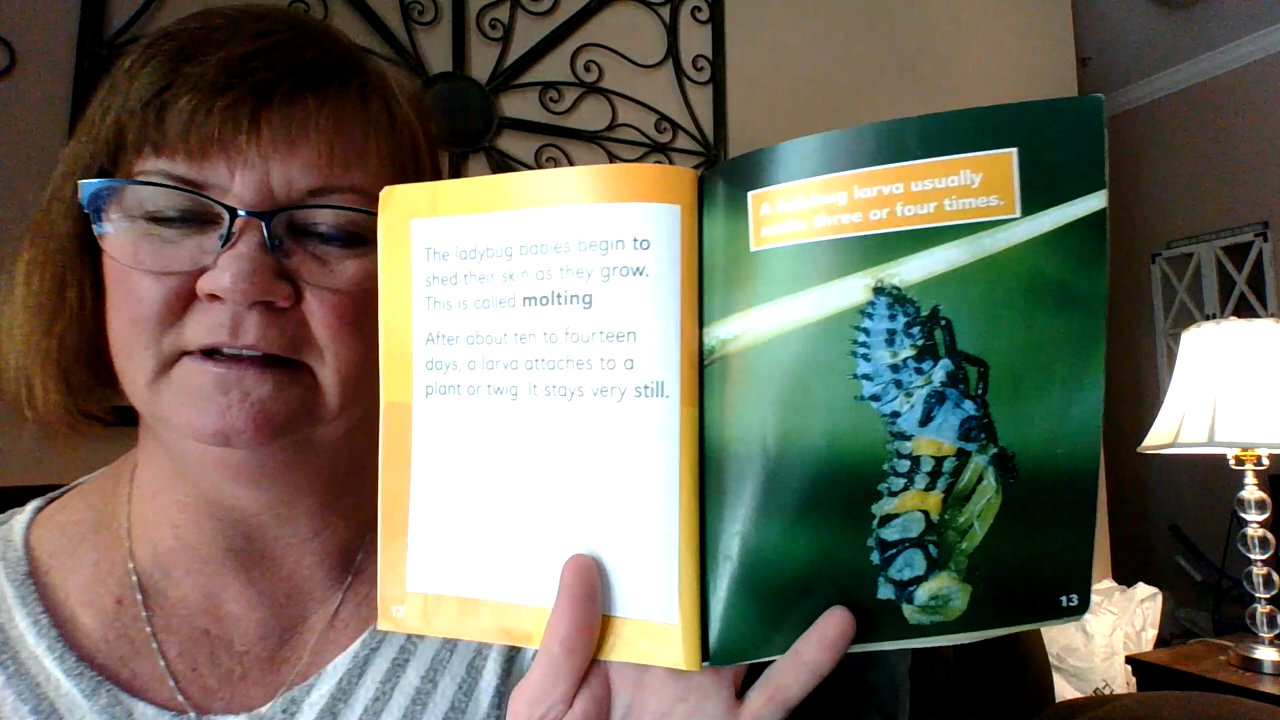 The ladybug babies begin to
shed their skin as they grow.
This is called molting
After about ten to fourteen
days, a larva attaches to a
plant or twig. It stays very still.
12
A ladybug larva usually
molts three or four times.
13